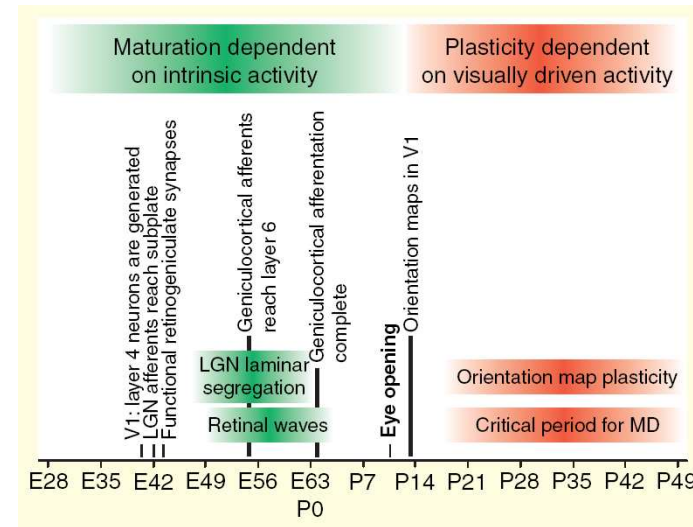 Maturation dependent
on intrinsic activity
Plasticity dependent
on visually driven activity
V1: layer 4 neurons are generated
LGN afferents reach subplate
Functional retinogeniculate synapses
Geniculocortical afferents
reach layer 6
Geniculocortical afferentation
complete
Eye opening
Orientation maps in V1
LGN laminar
segregation
Orientation map plasticity
Retinal waves
Critical period for MD
E28 E35 E42 E49 E56 E63 P7 P14 P21 P28 P35 P42 P49
P0